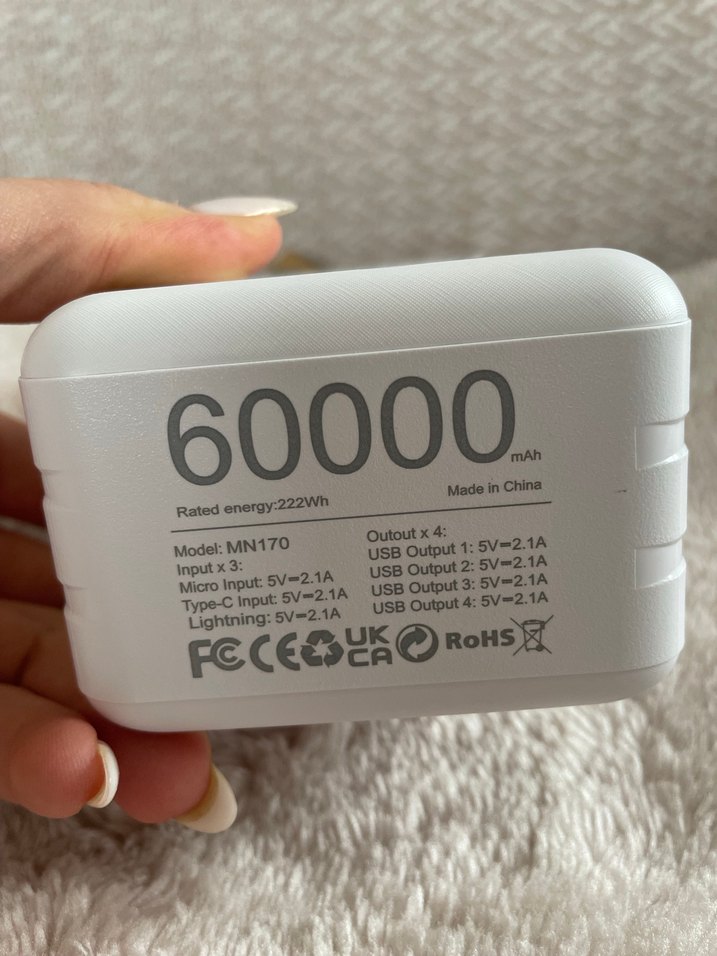 60000 mAh
Rated energy:222Wh
Made in China
Model: MN170
Input x 3:
Micro Input: 5V⎓2.1A
Type-C Input: 5V⎓2.1A
Lightning: 5V⎓2.1A
Outout x 4:
USB Output 1: 5V⎓2.1A
USB Output 2: 5V⎓2.1A
USB Output 3: 5V⎓2.1A
USB Output 4: 5V⎓2.1A
FC CE UK CA RoHS